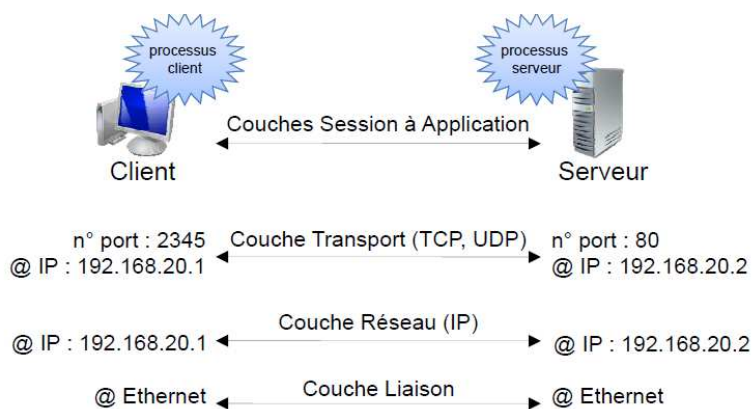 processus
client
processus
serveur
Couches Session à Application
Client
Serveur
n° port : 2345
Couche Transport (TCP, UDP)
n° port : 80
@ IP : 192.168.20.1
@ IP : 192.168.20.2
Couche Réseau (IP)
@ IP : 192.168.20.1
@ IP : 192.168.20.2
Couche Liaison
@ Ethernet
@ Ethernet